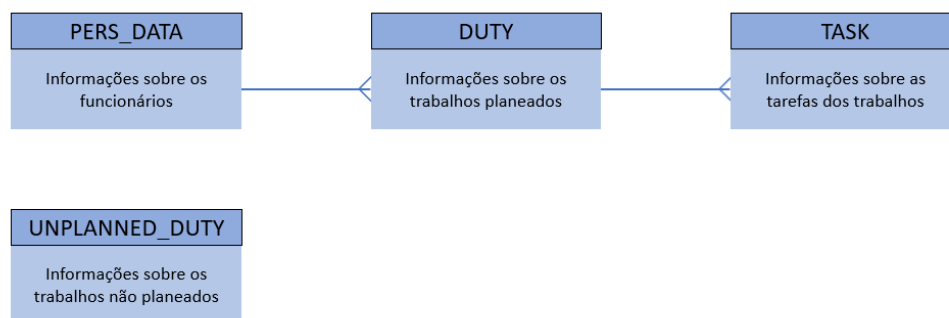 PERS_DATA
Informações sobre os
funcionários
DUTY
Informações sobre os
trabalhos planeados
TASK
Informações sobre as
tarefas dos trabalhos
UNPLANNED_DUTY
Informações sobre os
trabalhos não planeados